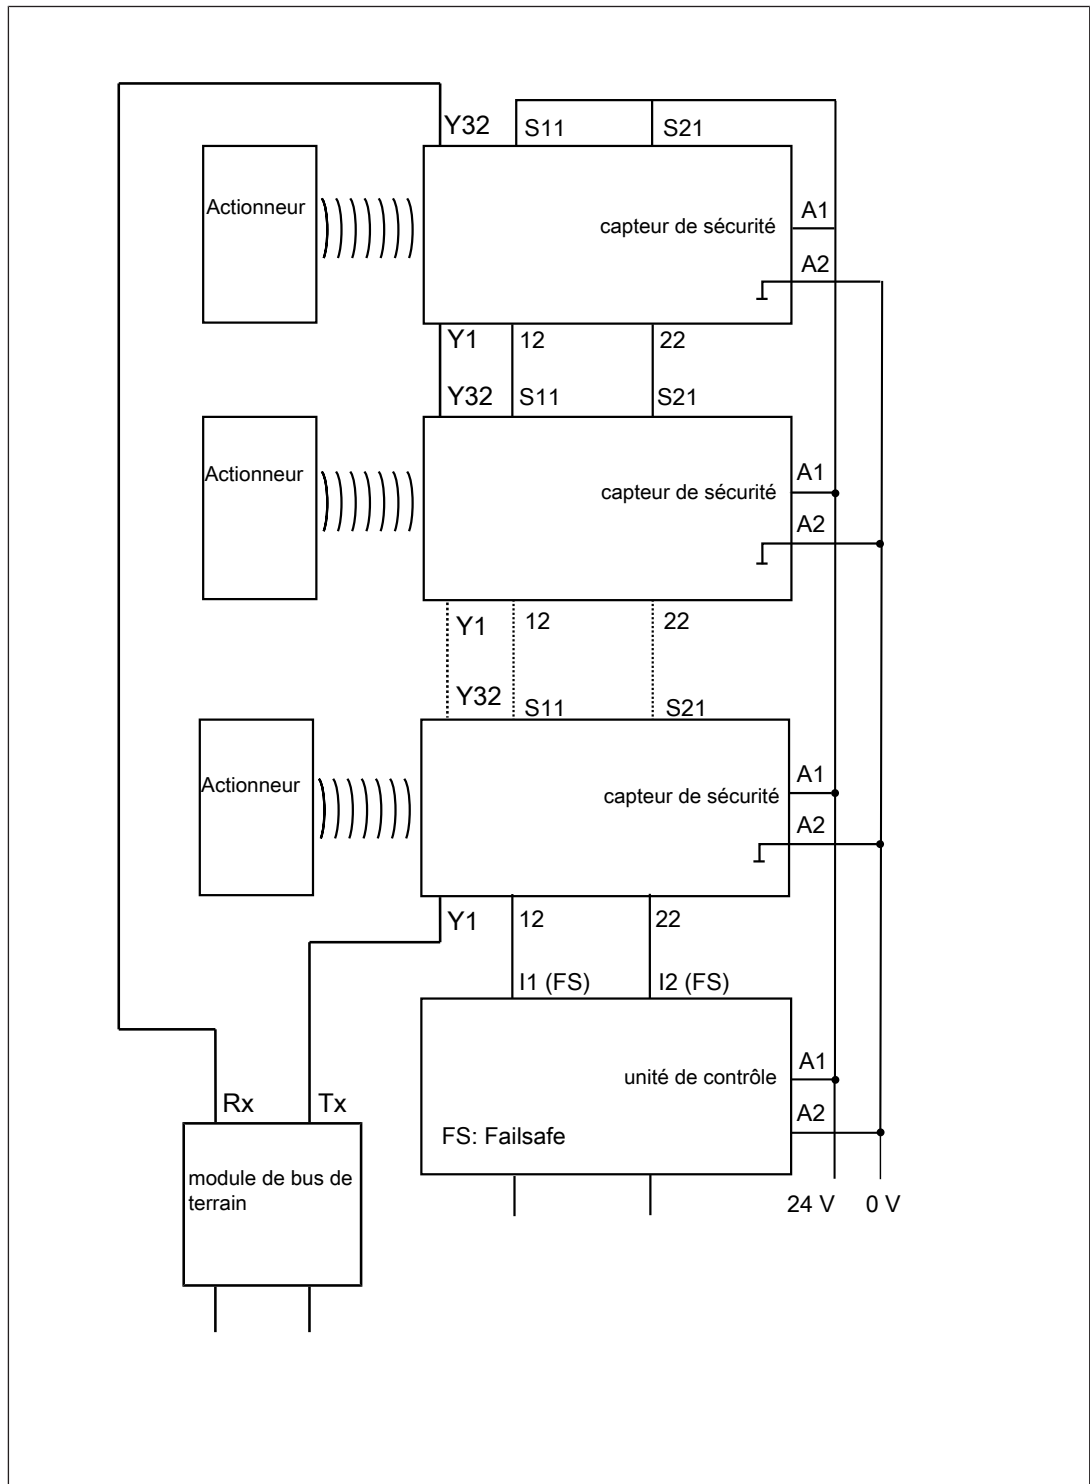 Y32 S11 S21
Actionneur
capteur de sécurité
A1
A2
Y1 12 22
Y32 S11 S21
Actionneur
capteur de sécurité
A1
A2
Y1 12 22
Y32 S11 S21
Actionneur
capteur de sécurité
A1
A2
Y1 12 22
I1 (FS) I2 (FS)
unité de contrôle
A1
A2
FS: Failsafe
Rx Tx
module de bus de
terrain
24 V 0 V